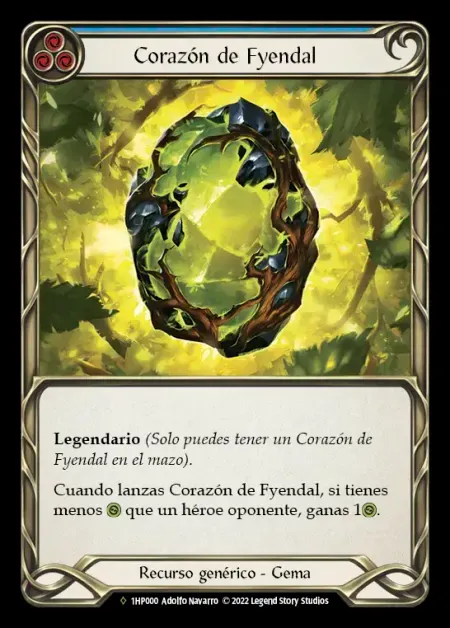 Corazón de Fyendal
Legendario (Solo puedes tener un Corazón de
Fyendal en el mazo).
Cuando lanzas Corazón de Fyendal, si tienes
menos que un héroe oponente, ganas 1.
Recurso genérico - Gema
1HP000 Adolfo Navarro © 2022 Legend Story Studios